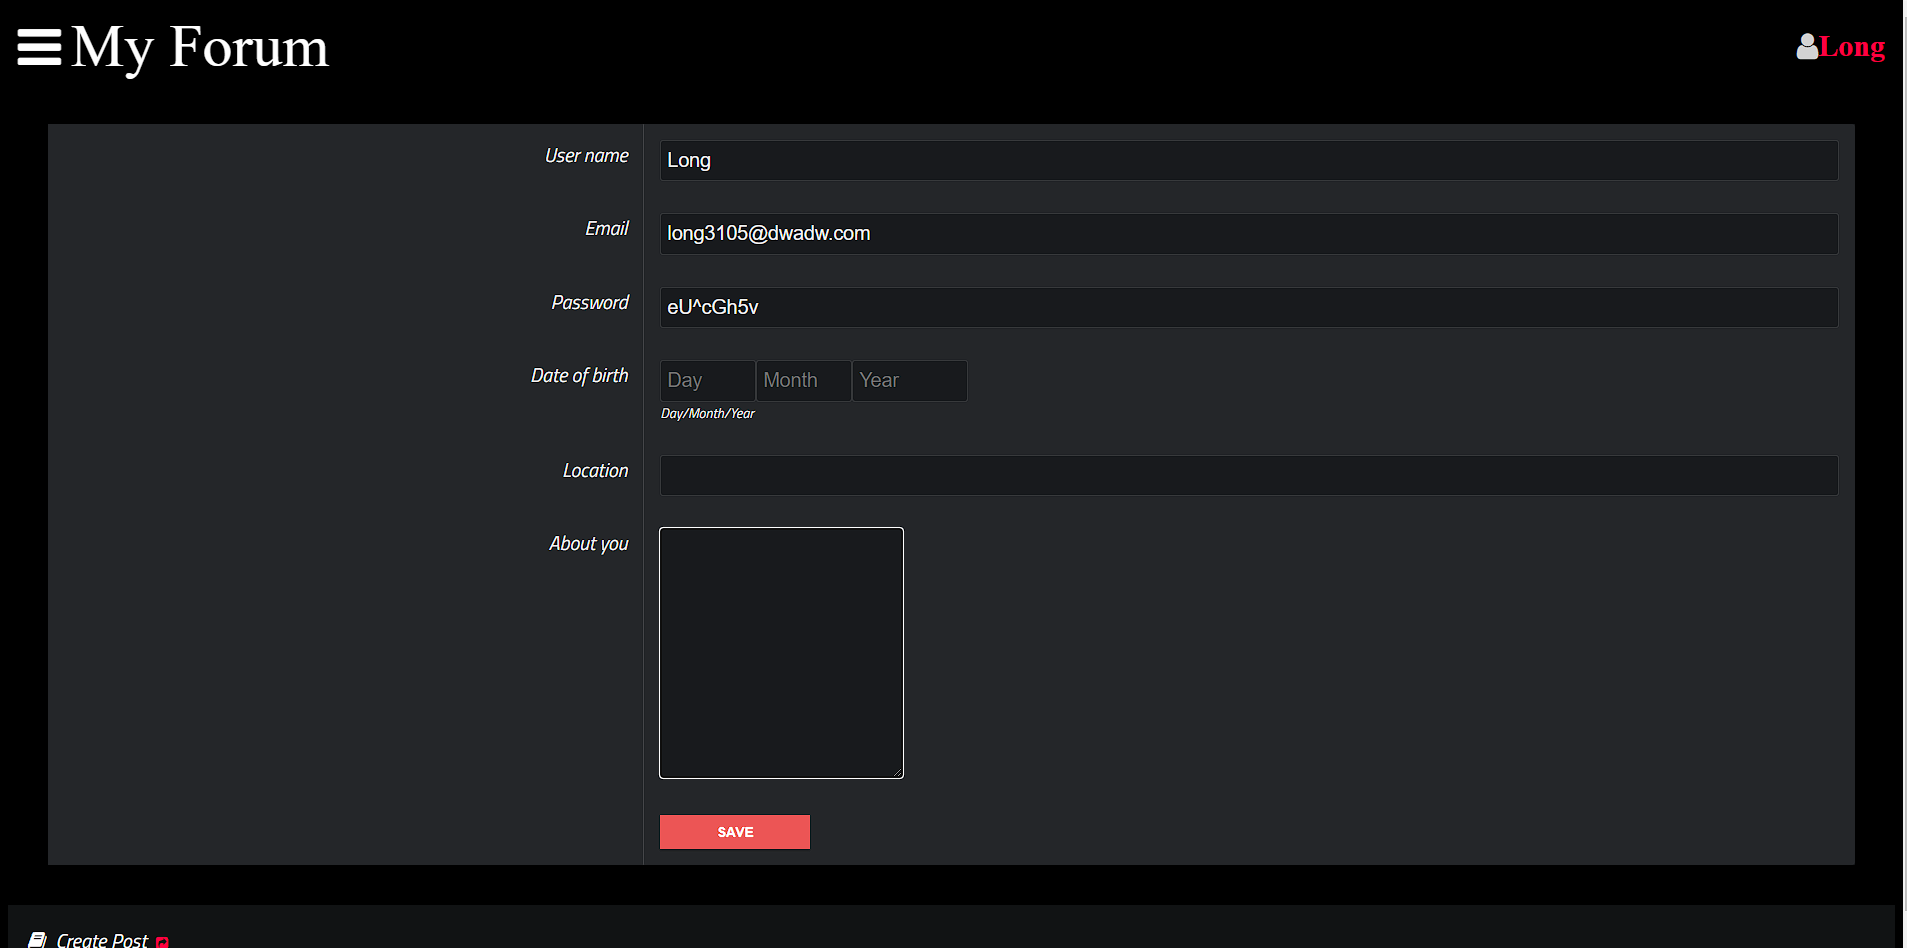 My Forum
Long
User name
Long
Email
long3105@dwadw.com
Password
eU^cGh5v
Date of birth
Day Month Year
Day/Month/Year
Location
About you
SAVE
Create Post